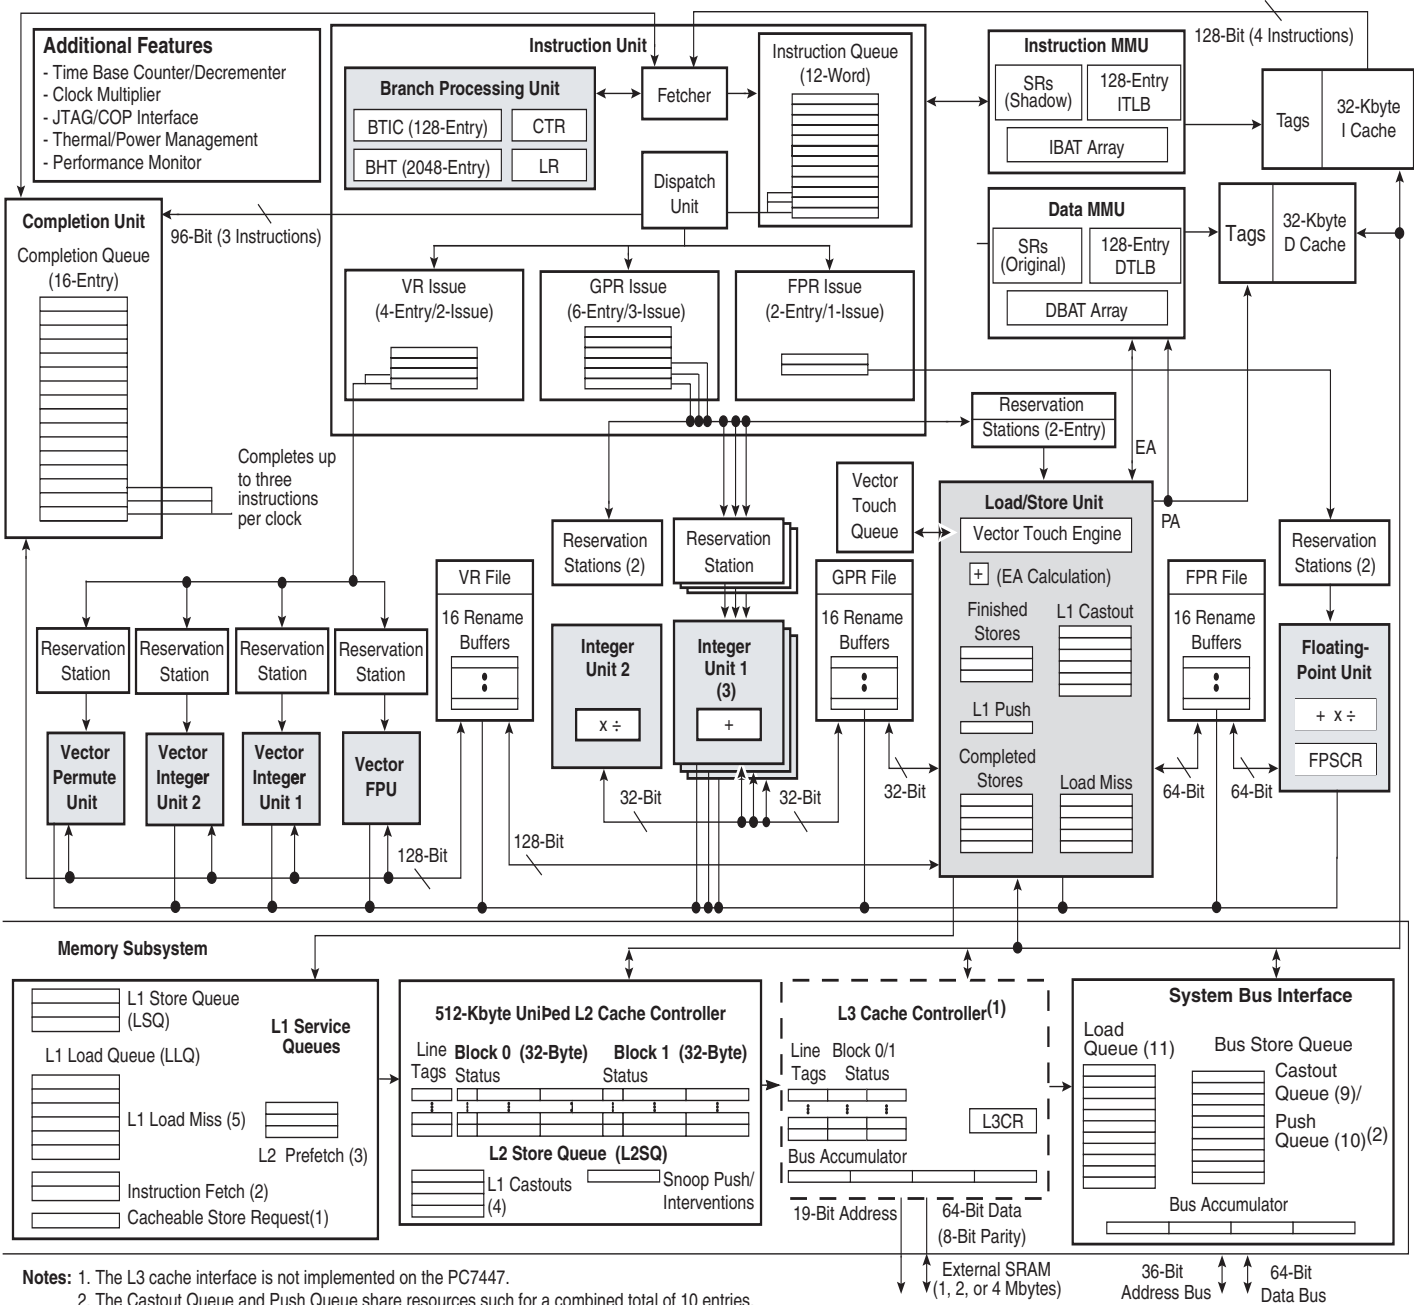 128-Bit (4 Instructions)
Additional Features
- Time Base Counter/Decrementer
- Clock Multiplier
- JTAG/COP Interface
- Thermal/Power Management
- Performance Monitor
Instruction Unit
Branch Processing Unit
BTIC (128-Entry)
CTR
BHT (2048-Entry)
LR
Fetcher
Instruction Queue
(12-Word)
Dispatch
Unit
Instruction MMU
SRs
(Shadow)
128-Entry
ITLB
IBAT Array
Tags
32-Kbyte
I Cache
Data MMU
SRs
(Original)
128-Entry
DTLB
DBAT Array
Tags
32-Kbyte
D Cache
Completion Unit
Completion Queue
(16-Entry)
96-Bit (3 Instructions)
Completes up
to three
instructions
per clock
VR Issue
(4-Entry/2-Issue)
GPR Issue
(6-Entry/3-Issue)
FPR Issue
(2-Entry/1-Issue)
Reservation
Stations (2-Entry)
EA
PA
Vector
Touch
Queue
Load/Store Unit
Vector Touch Engine
+
(EA Calculation)
Finished
Stores
L1 Castout
L1 Push
Completed
Stores
Load Miss
Reservation
Stations (2)
Reservation
Station
Reservation
Stations (2)
VR File
16 Rename
Buffers
GPR File
16 Rename
Buffers
FPR File
16 Rename
Buffers
Reservation
Station
Reservation
Station
Reservation
Station
Reservation
Station
Vector
Permute
Unit
Vector
Integer
Unit 2
Vector
Integer
Unit 1
Vector
FPU
Integer
Unit 2
x ÷
Integer
Unit 1
(3)
+
Floating-
Point Unit
+ x ÷
FPSCR
128-Bit
128-Bit
32-Bit
32-Bit
32-Bit
64-Bit
64-Bit
Memory Subsystem
L1 Store Queue
(LSQ)
L1 Service
Queues
L1 Load Queue (LLQ)
L1 Load Miss (5)
L2 Prefetch (3)
Instruction Fetch (2)
Cacheable Store Request(1)
512-Kbyte UniÞed L2 Cache Controller
Line
Tags
Block 0 (32-Byte)
Status
Block 1 (32-Byte)
Status
L2 Store Queue (L2SQ)
L1 Castouts
(4)
Snoop Push/
Interventions
L3 Cache Controller(1)
Line
Tags
Block 0/1
Status
L3CR
Bus Accumulator
19-Bit Address
64-Bit Data
(8-Bit Parity)
External SRAM
(1, 2, or 4 Mbytes)
System Bus Interface
Load
Queue (11)
Bus Store Queue
Castout
Queue (9)/
Push
Queue (10)(2)
Bus Accumulator
36-Bit
Address Bus
64-Bit
Data Bus
Notes: 1. The L3 cache interface is not implemented on the PC7447.
2. The Castout Queue and Push Queue share resources such for a combined total of 10 entries.